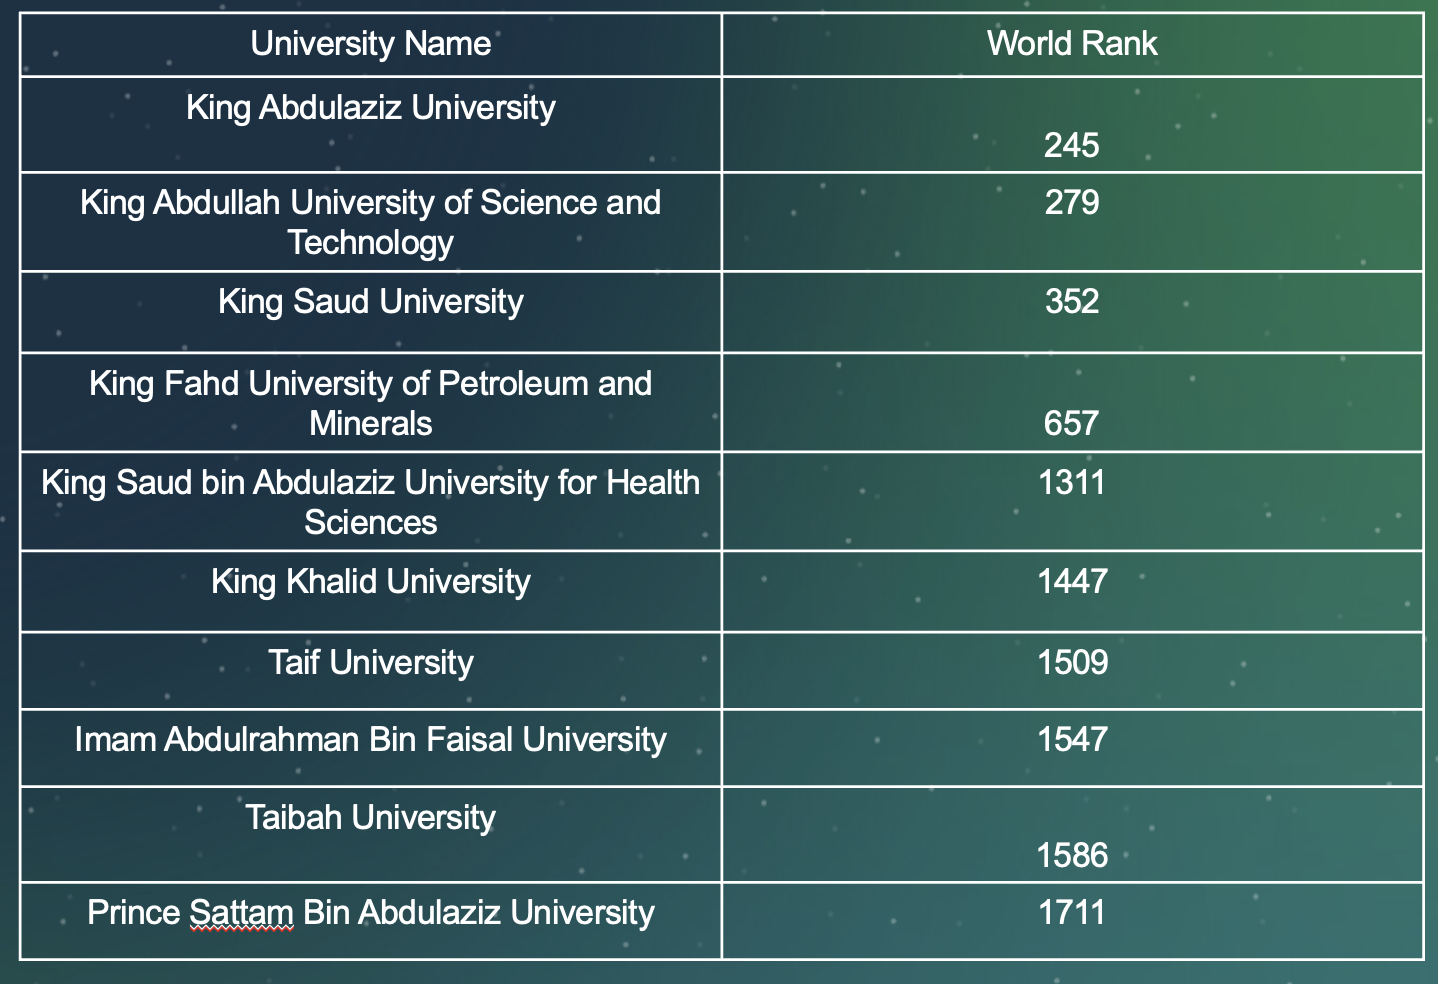 University Name
World Rank
King Abdulaziz University
245
King Abdullah University of Science and
Technology
279
King Saud University
352
King Fahd University of Petroleum and
Minerals
657
King Saud bin Abdulaziz University for Health
Sciences
1311
King Khalid University
1447
Taif University
1509
Imam Abdulrahman Bin Faisal University
1547
Taibah University
1586
Prince Sattam Bin Abdulaziz University
1711